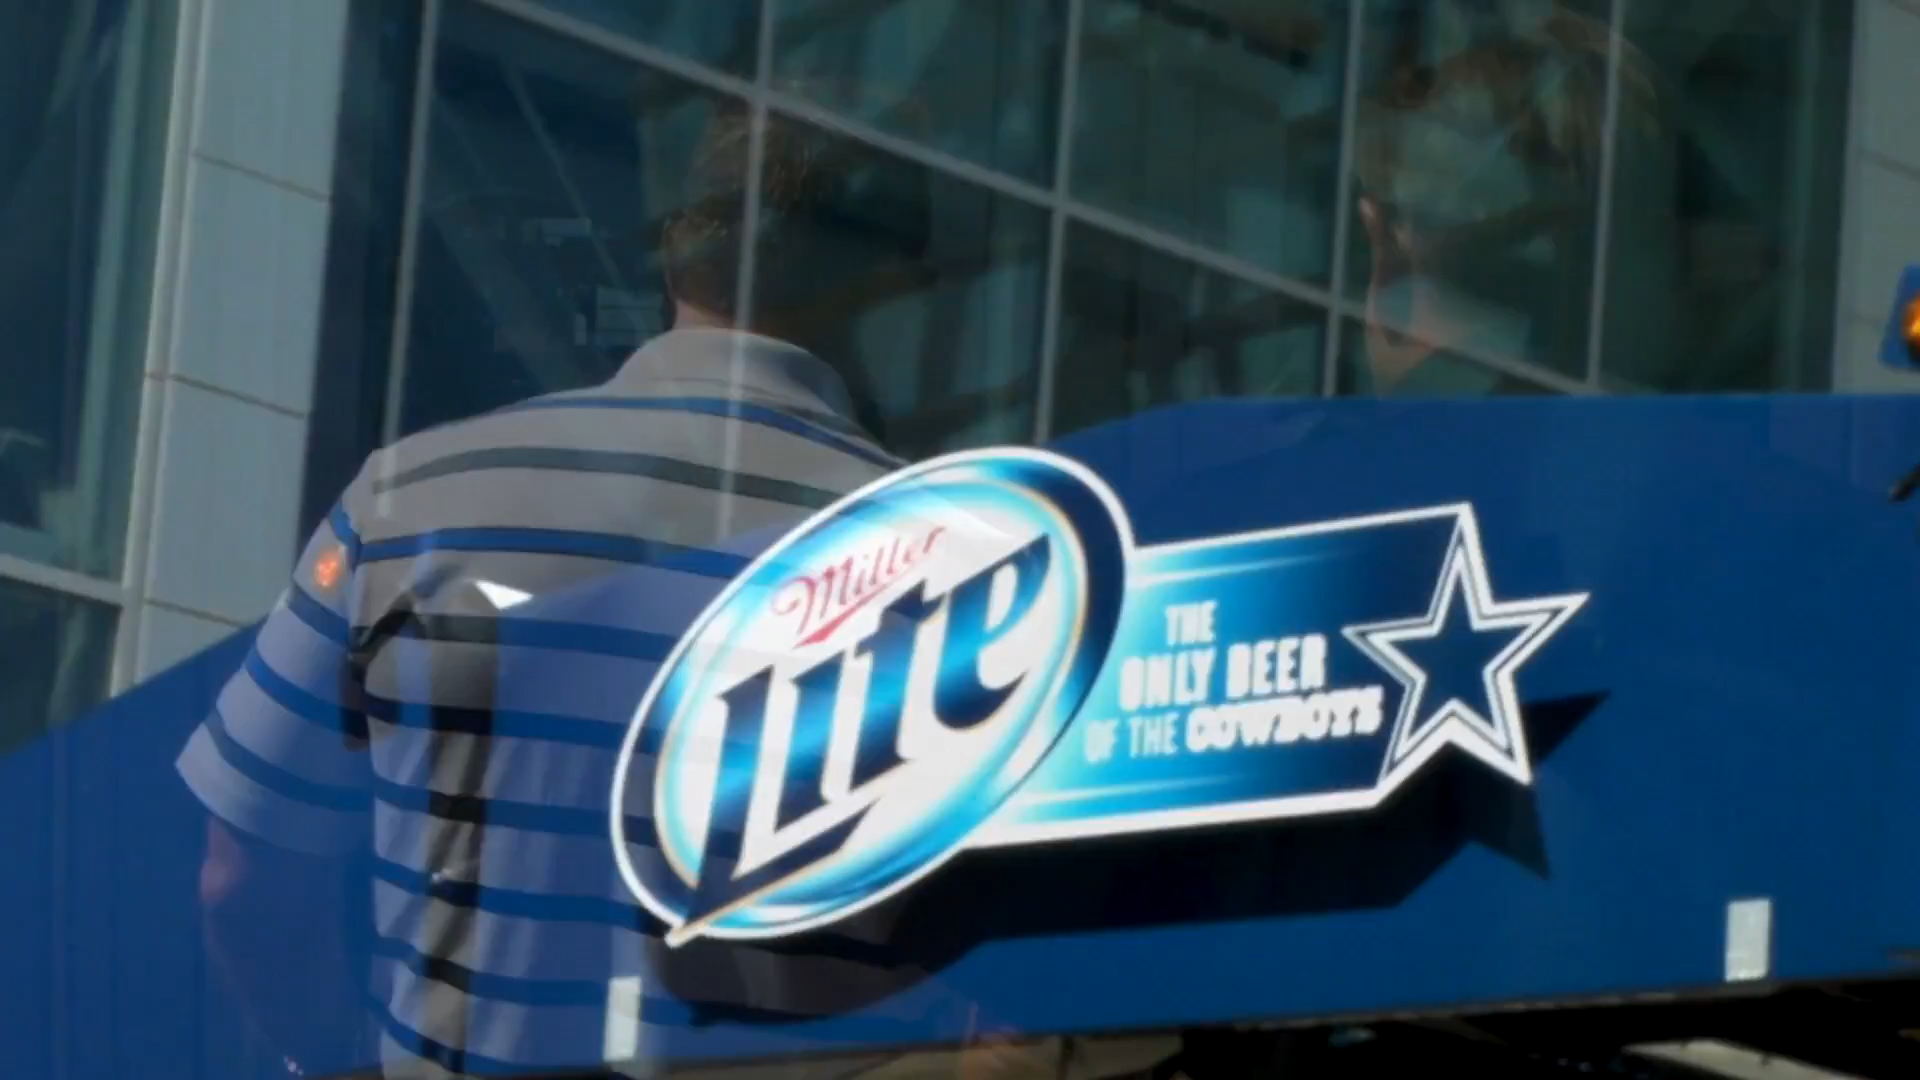 Miller
Lite
THE
ONLY BEER
OF THE COWBOYS